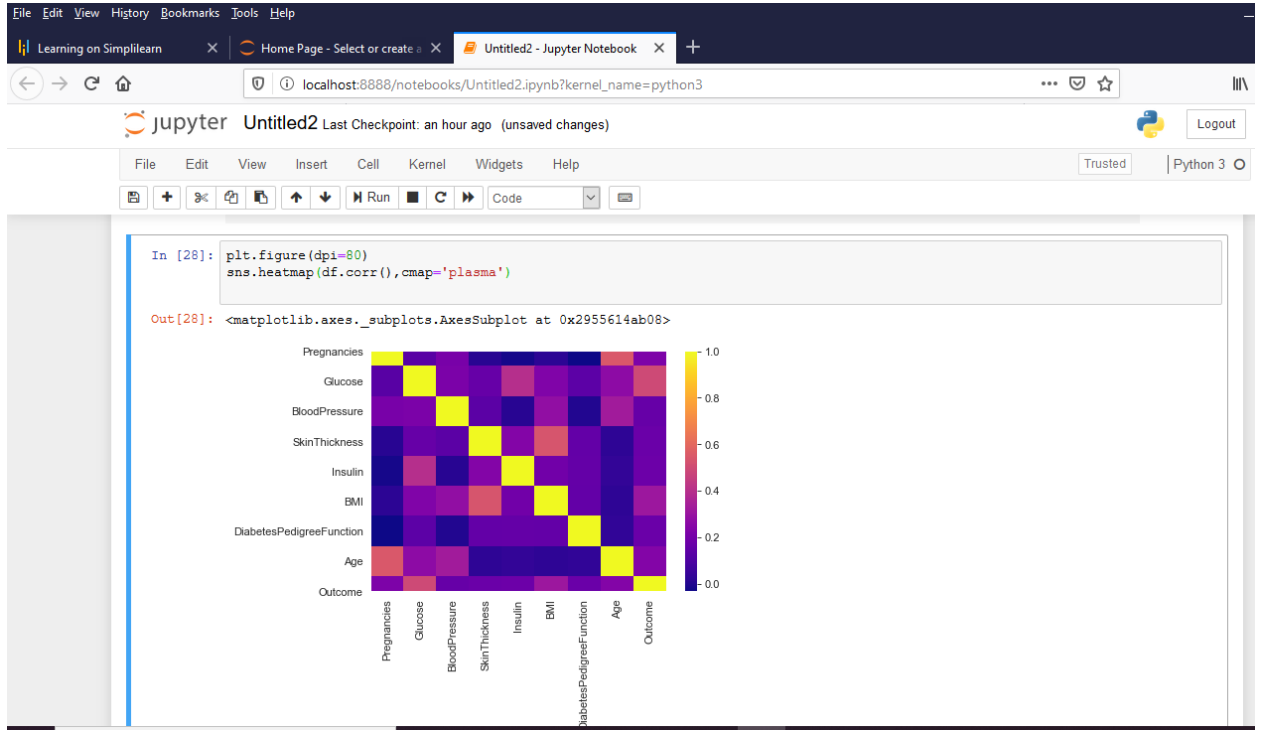 File Edit View History Bookmarks Tools Help
Learning on Simplilearn × Home Page - Select or create a × Untitled2 - Jupyter Notebook × +
localhost:8888/notebooks/Untitled2.ipynb?kernel_name=python3
jupyter Untitled2 Last Checkpoint: an hour ago (unsaved changes) Logout
File Edit View Insert Cell Kernel Widgets Help Trusted Python 3
Run Code
In [28]: plt.figure(dpi=80)
sns.heatmap(df.corr(),cmap='plasma')
Out[28]: <matplotlib.axes._subplots.AxesSubplot at 0x2955614ab08>
Pregnancies
Glucose
BloodPressure
SkinThickness
Insulin
BMI
DiabetesPedigreeFunction
Age
Outcome
Pregnancies
Glucose
BloodPressure
SkinThickness
Insulin
BMI
DiabetesPedigreeFunction
Age
Outcome
1.0
0.8
0.6
0.4
0.2
0.0